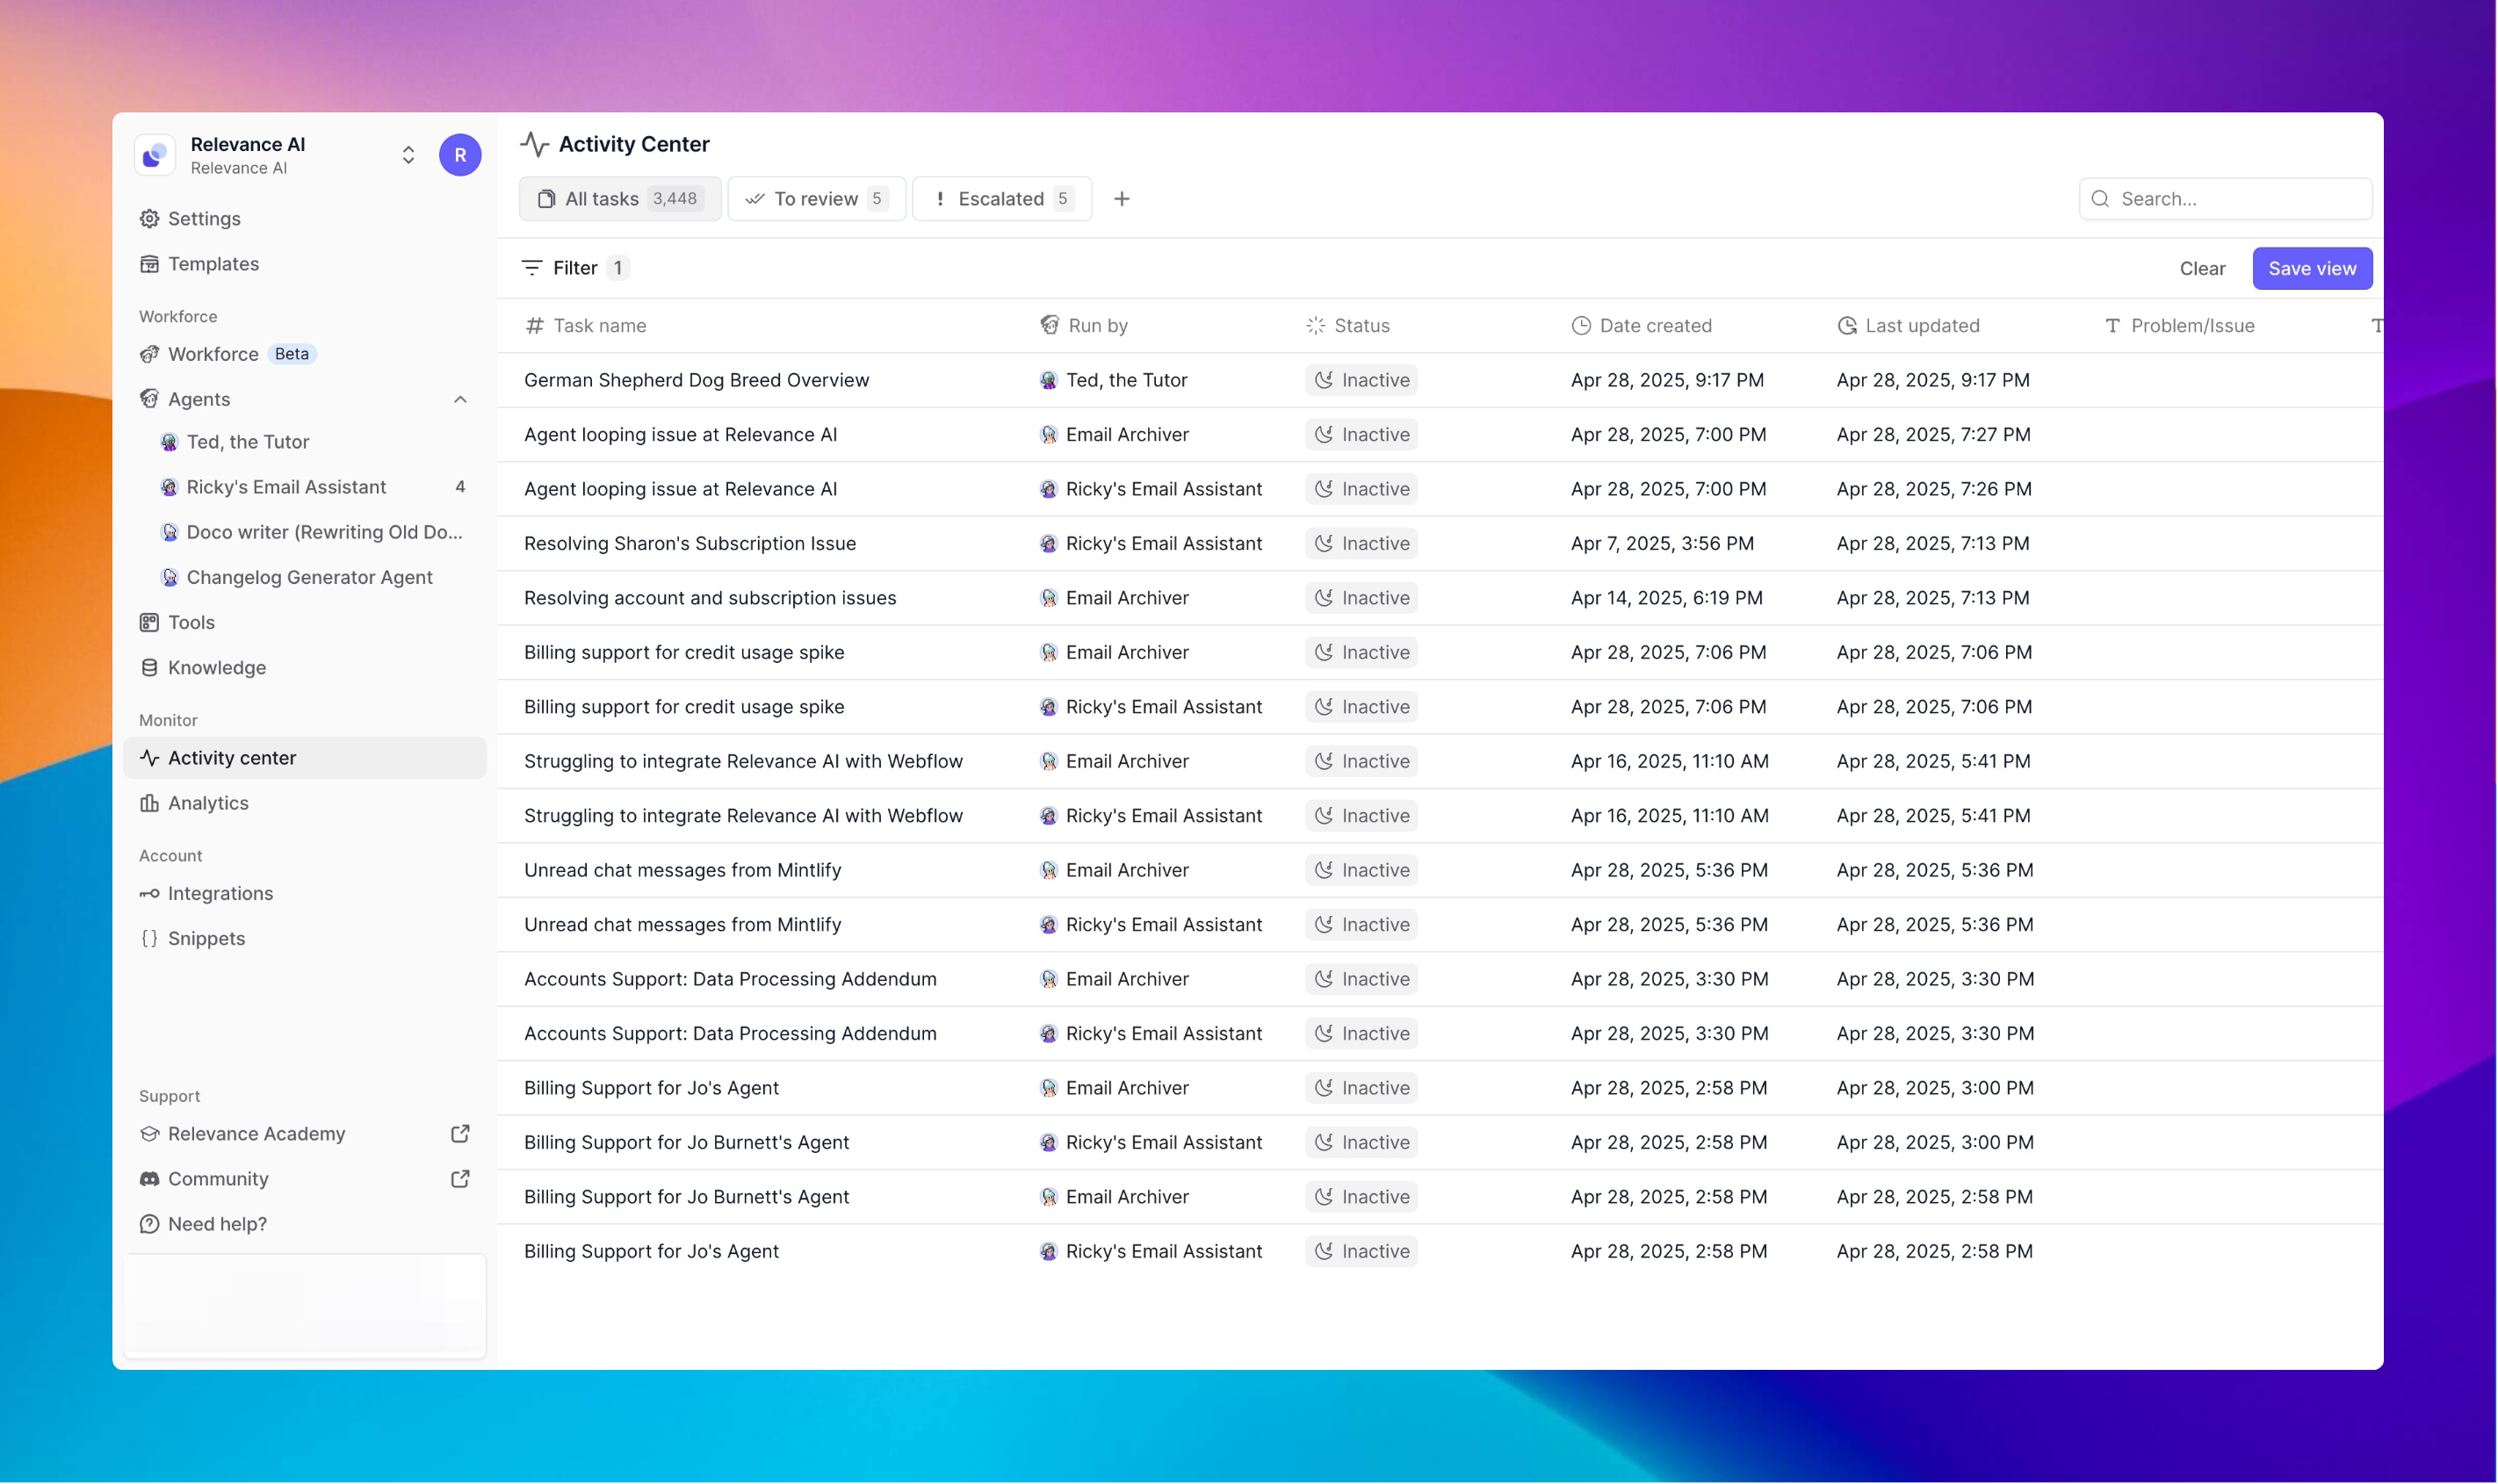 Relevance AI
Relevance AI
R
Settings
Templates
Workforce
Workforce Beta
Agents
Ted, the Tutor
Ricky's Email Assistant 4
Doco writer (Rewriting Old Do...
Changelog Generator Agent
Tools
Knowledge
Monitor
Activity center
Analytics
Account
Integrations
Snippets
Support
Relevance Academy
Community
Need help?
Activity Center
All tasks 3,448 To review 5 Escalated 5 + Search...
Filter 1 Clear Save view
# Task name Run by Status Date created Last updated T Problem/Issue T
German Shepherd Dog Breed Overview Ted, the Tutor Inactive Apr 28, 2025, 9:17 PM Apr 28, 2025, 9:17 PM
Agent looping issue at Relevance AI Email Archiver Inactive Apr 28, 2025, 7:00 PM Apr 28, 2025, 7:27 PM
Agent looping issue at Relevance AI Ricky's Email Assistant Inactive Apr 28, 2025, 7:00 PM Apr 28, 2025, 7:26 PM
Resolving Sharon's Subscription Issue Ricky's Email Assistant Inactive Apr 7, 2025, 3:56 PM Apr 28, 2025, 7:13 PM
Resolving account and subscription issues Email Archiver Inactive Apr 14, 2025, 6:19 PM Apr 28, 2025, 7:13 PM
Billing support for credit usage spike Email Archiver Inactive Apr 28, 2025, 7:06 PM Apr 28, 2025, 7:06 PM
Billing support for credit usage spike Ricky's Email Assistant Inactive Apr 28, 2025, 7:06 PM Apr 28, 2025, 7:06 PM
Struggling to integrate Relevance AI with Webflow Email Archiver Inactive Apr 16, 2025, 11:10 AM Apr 28, 2025, 5:41 PM
Struggling to integrate Relevance AI with Webflow Ricky's Email Assistant Inactive Apr 16, 2025, 11:10 AM Apr 28, 2025, 5:41 PM
Unread chat messages from Mintlify Email Archiver Inactive Apr 28, 2025, 5:36 PM Apr 28, 2025, 5:36 PM
Unread chat messages from Mintlify Ricky's Email Assistant Inactive Apr 28, 2025, 5:36 PM Apr 28, 2025, 5:36 PM
Accounts Support: Data Processing Addendum Email Archiver Inactive Apr 28, 2025, 3:30 PM Apr 28, 2025, 3:30 PM
Accounts Support: Data Processing Addendum Ricky's Email Assistant Inactive Apr 28, 2025, 3:30 PM Apr 28, 2025, 3:30 PM
Billing Support for Jo's Agent Email Archiver Inactive Apr 28, 2025, 2:58 PM Apr 28, 2025, 3:00 PM
Billing Support for Jo Burnett's Agent Ricky's Email Assistant Inactive Apr 28, 2025, 2:58 PM Apr 28, 2025, 3:00 PM
Billing Support for Jo Burnett's Agent Email Archiver Inactive Apr 28, 2025, 2:58 PM Apr 28, 2025, 2:58 PM
Billing Support for Jo's Agent Ricky's Email Assistant Inactive Apr 28, 2025, 2:58 PM Apr 28, 2025, 2:58 PM